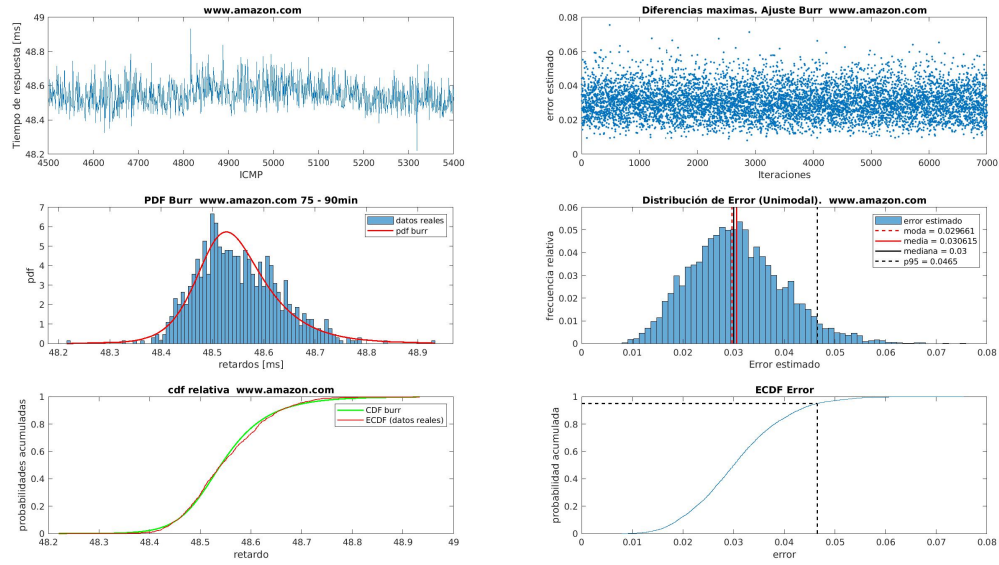 www.amazon.com
Tiempo de respuesta [ms]
49
48.8
48.6
48.4
48.2
4500 4600 4700 4800 4900 5000 5100 5200 5300 5400
ICMP
Diferencias maximas. Ajuste Burr www.amazon.com
error estimado
0.08
0.06
0.04
0.02
0
0 1000 2000 3000 4000 5000 6000 7000
Iteraciones
PDF Burr www.amazon.com 75 - 90min
pdf
7
6
5
4
3
2
1
0
datos reales
pdf burr
48.2 48.3 48.4 48.5 48.6 48.7 48.8 48.9
retardos [ms]
Distribución de Error (Unimodal). www.amazon.com
frecuencia relativa
0.06
0.05
0.04
0.03
0.02
0.01
0
error estimado
moda = 0.029661
media = 0.030615
mediana = 0.03
p95 = 0.0465
0 0.01 0.02 0.03 0.04 0.05 0.06 0.07 0.08
Error estimado
cdf relativa www.amazon.com
probabilidades acumuladas
1
0.8
0.6
0.4
0.2
0
CDF burr
ECDF (datos reales)
48.2 48.3 48.4 48.5 48.6 48.7 48.8 48.9 49
retardo
ECDF Error
probabilidad acumulada
1
0.8
0.6
0.4
0.2
0
0 0.01 0.02 0.03 0.04 0.05 0.06 0.07 0.08
error